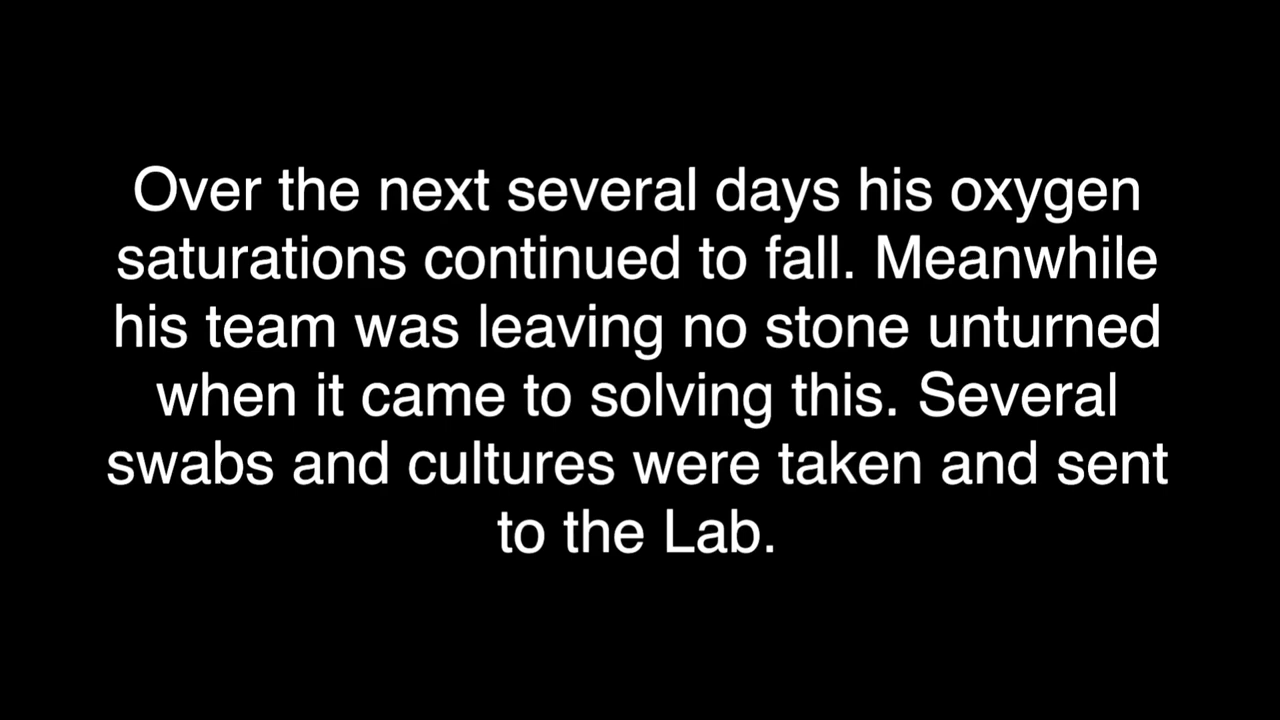 Over the next several days his oxygen
saturations continued to fall. Meanwhile
his team was leaving no stone unturned
when it came to solving this. Several
swabs and cultures were taken and sent
to the Lab.